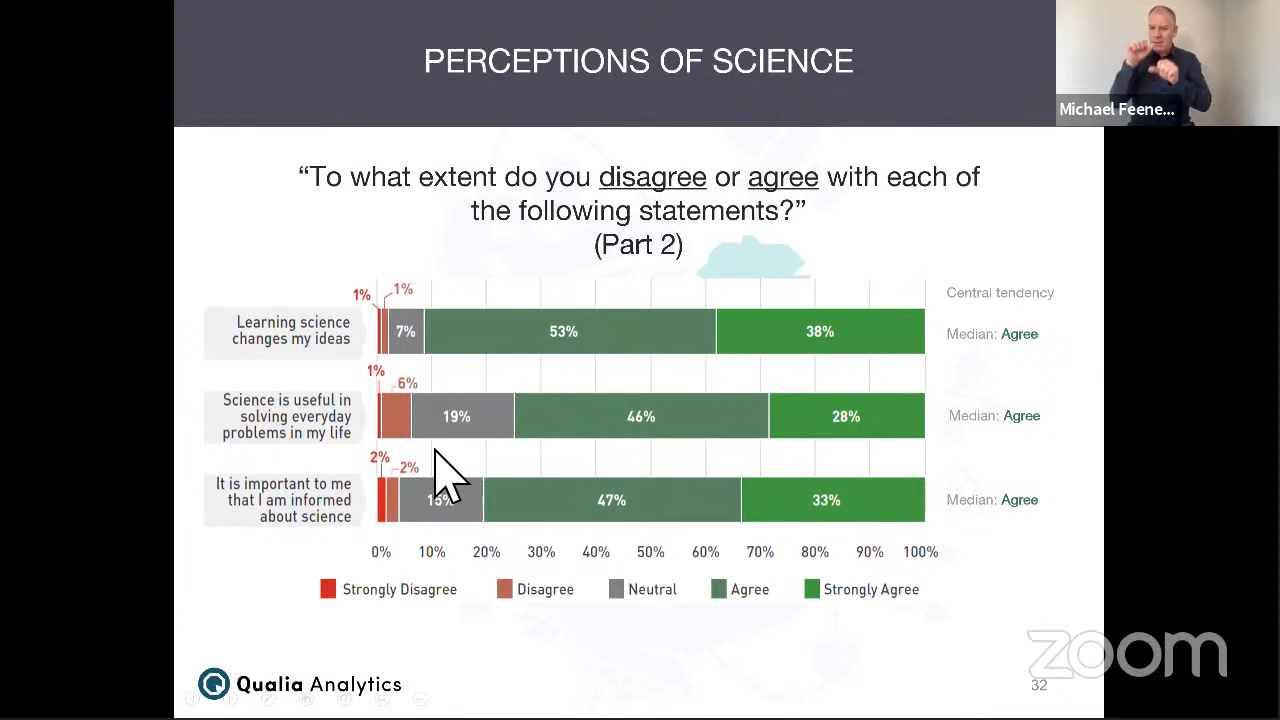 PERCEPTIONS OF SCIENCE
Michael Feene...
“To what extent do you disagree or agree with each of
the following statements?”
(Part 2)
Central tendency
1%
1%
Learning science
changes my ideas
7%
53%
38%
Median: Agree
1%
6%
Science is useful in
solving everyday
problems in my life
19%
46%
28%
Median: Agree
2%
2%
It is important to me
that I am informed
about science
47%
33%
Median: Agree
0% 10% 20% 30% 40% 50% 60% 70% 80% 90% 100%
Strongly Disagree Disagree Neutral Agree Strongly Agree
zoom
Qualia Analytics
32